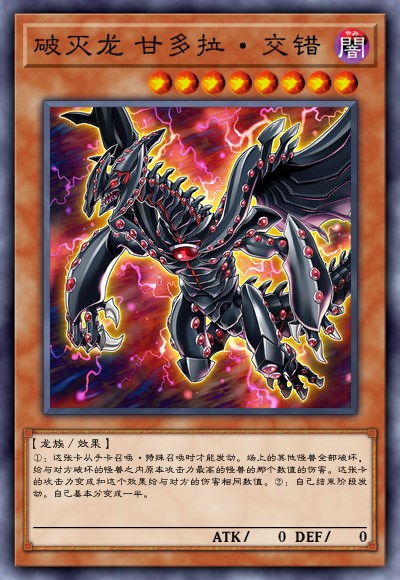 破灭龙 甘多拉·交错
闇
やみ
【龙族／效果】
①：这张卡从手卡召唤·特殊召唤时才能发动。场上的其他怪兽全部破坏，
给与对方破坏的怪兽之内原本攻击力最高的怪兽的那个数值的伤害。这张卡
的攻击力变成和这个效果给与对方的伤害相同数值。②：自己结束阶段发
动。自己基本分变成一半。
ATK/ 0 DEF/ 0